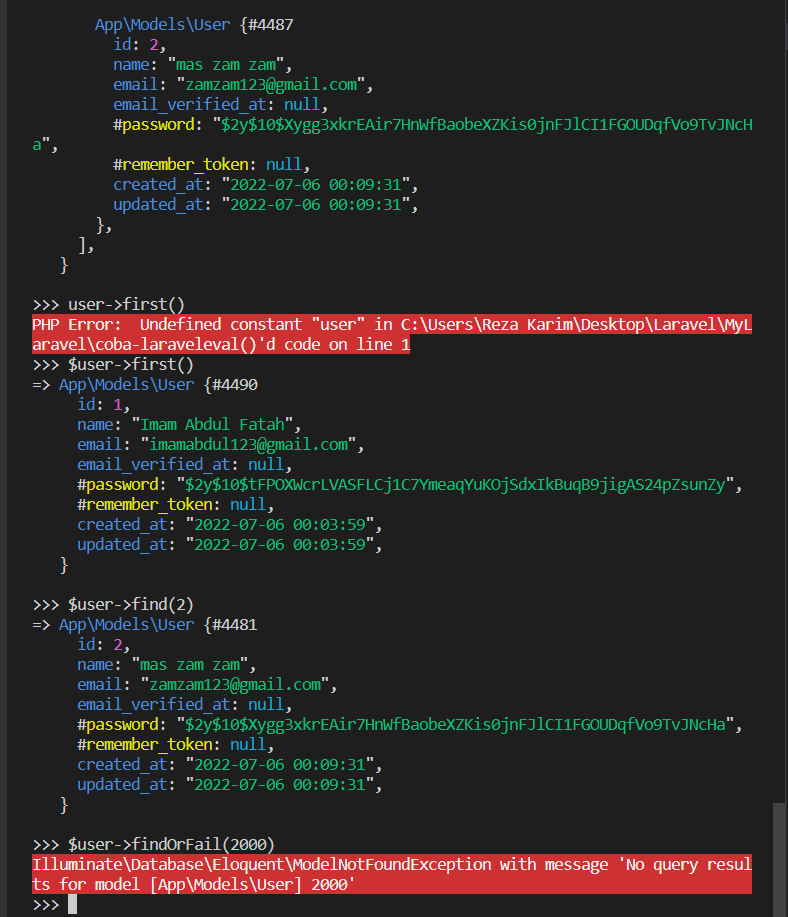 App\Models\User {#4487
id: 2,
name: "mas zam zam",
email: "zamzam123@gmail.com",
email_verified_at: null,
#password: "$2y$10$Xygg3xkrEAir7HnWfBaobeXZKis0jnFJlCI1FGOUDqfVo9TvJNcH
a",
#remember_token: null,
created_at: "2022-07-06 00:09:31",
updated_at: "2022-07-06 00:09:31",
},
],
}
>>> user->first()
PHP Error:  Undefined constant "user" in C:\Users\Reza Karim\Desktop\Laravel\MyL
aravel\coba-laraveleval()'d code on line 1
>>> $user->first()
=> App\Models\User {#4490
id: 1,
name: "Imam Abdul Fatah",
email: "imamabdul123@gmail.com",
email_verified_at: null,
#password: "$2y$10$tFPOXWcrLVASFLCj1C7YmeaqYuKOjSdxIkBuqB9jigAS24pZsunZy",
#remember_token: null,
created_at: "2022-07-06 00:03:59",
updated_at: "2022-07-06 00:03:59",
}
>>> $user->find(2)
=> App\Models\User {#4481
id: 2,
name: "mas zam zam",
email: "zamzam123@gmail.com",
email_verified_at: null,
#password: "$2y$10$Xygg3xkrEAir7HnWfBaobeXZKis0jnFJlCI1FGOUDqfVo9TvJNcHa",
#remember_token: null,
created_at: "2022-07-06 00:09:31",
updated_at: "2022-07-06 00:09:31",
}
>>> $user->findOrFail(2000)
Illuminate\Database\Eloquent\ModelNotFoundException with message 'No query resul
ts for model [App\Models\User] 2000'
>>>